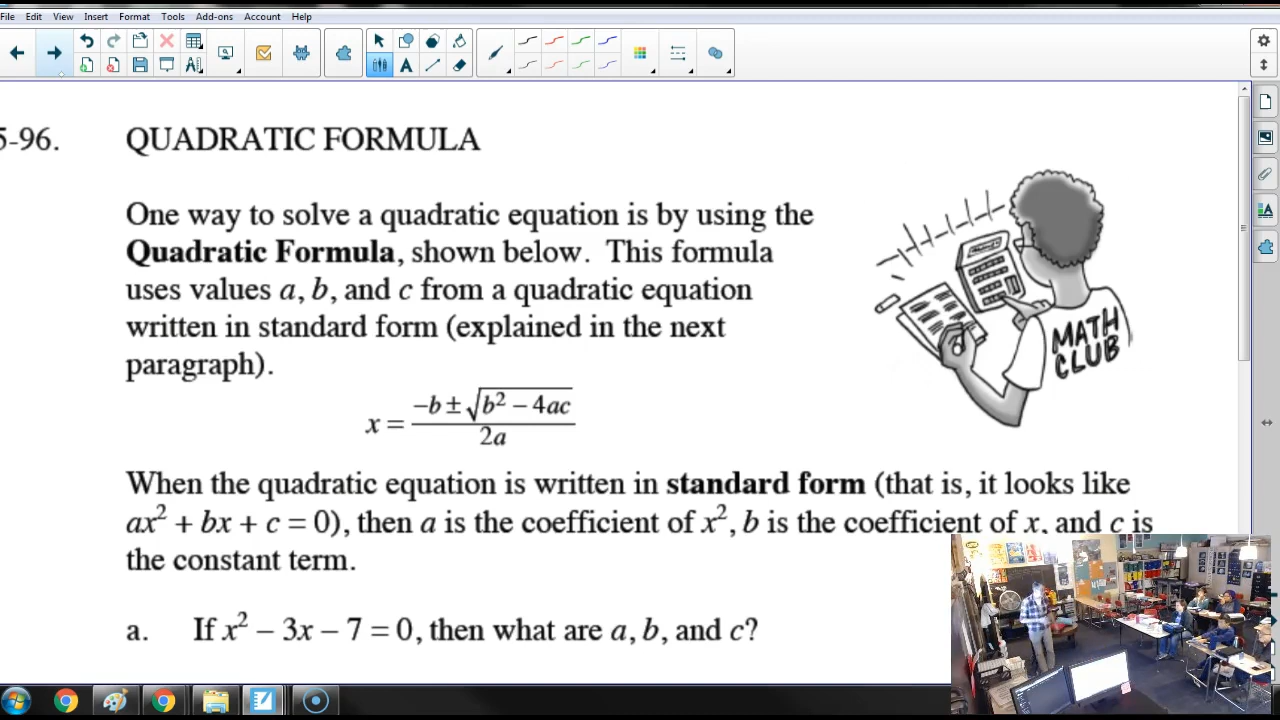 File Edit View Insert Format Tools Add-ons Account Help
5-96. QUADRATIC FORMULA
One way to solve a quadratic equation is by using the
Quadratic Formula, shown below. This formula
uses values a, b, and c from a quadratic equation
written in standard form (explained in the next
paragraph).
MATH
CLUB
x = −b ± √b² − 4ac / 2a
When the quadratic equation is written in standard form (that is, it looks like
ax² + bx + c = 0), then a is the coefficient of x², b is the coefficient of x, and c is
the constant term.
a. If x² − 3x − 7 = 0, then what are a, b, and c?